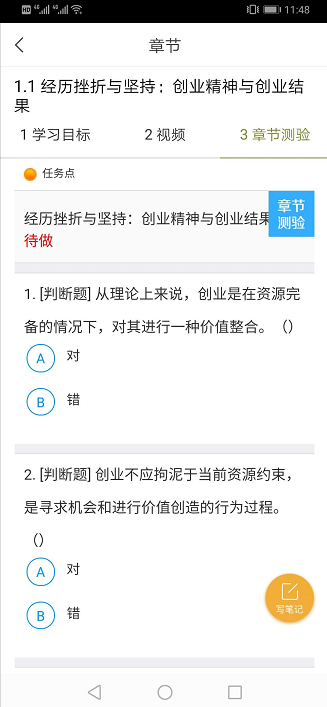 HD 4G 4G 11:48
章节
1.1 经历挫折与坚持：创业精神与创业结
果
1 学习目标 2 视频 3 章节测验
任务点
章节
测验
经历挫折与坚持：创业精神与创业结果
待做
1. [判断题] 从理论上来说，创业是在资源完
备的情况下，对其进行一种价值整合。（）
A 对
B 错
2. [判断题] 创业不应拘泥于当前资源约束，
是寻求机会和进行价值创造的行为过程。
（）
A 对
B 错
写笔记